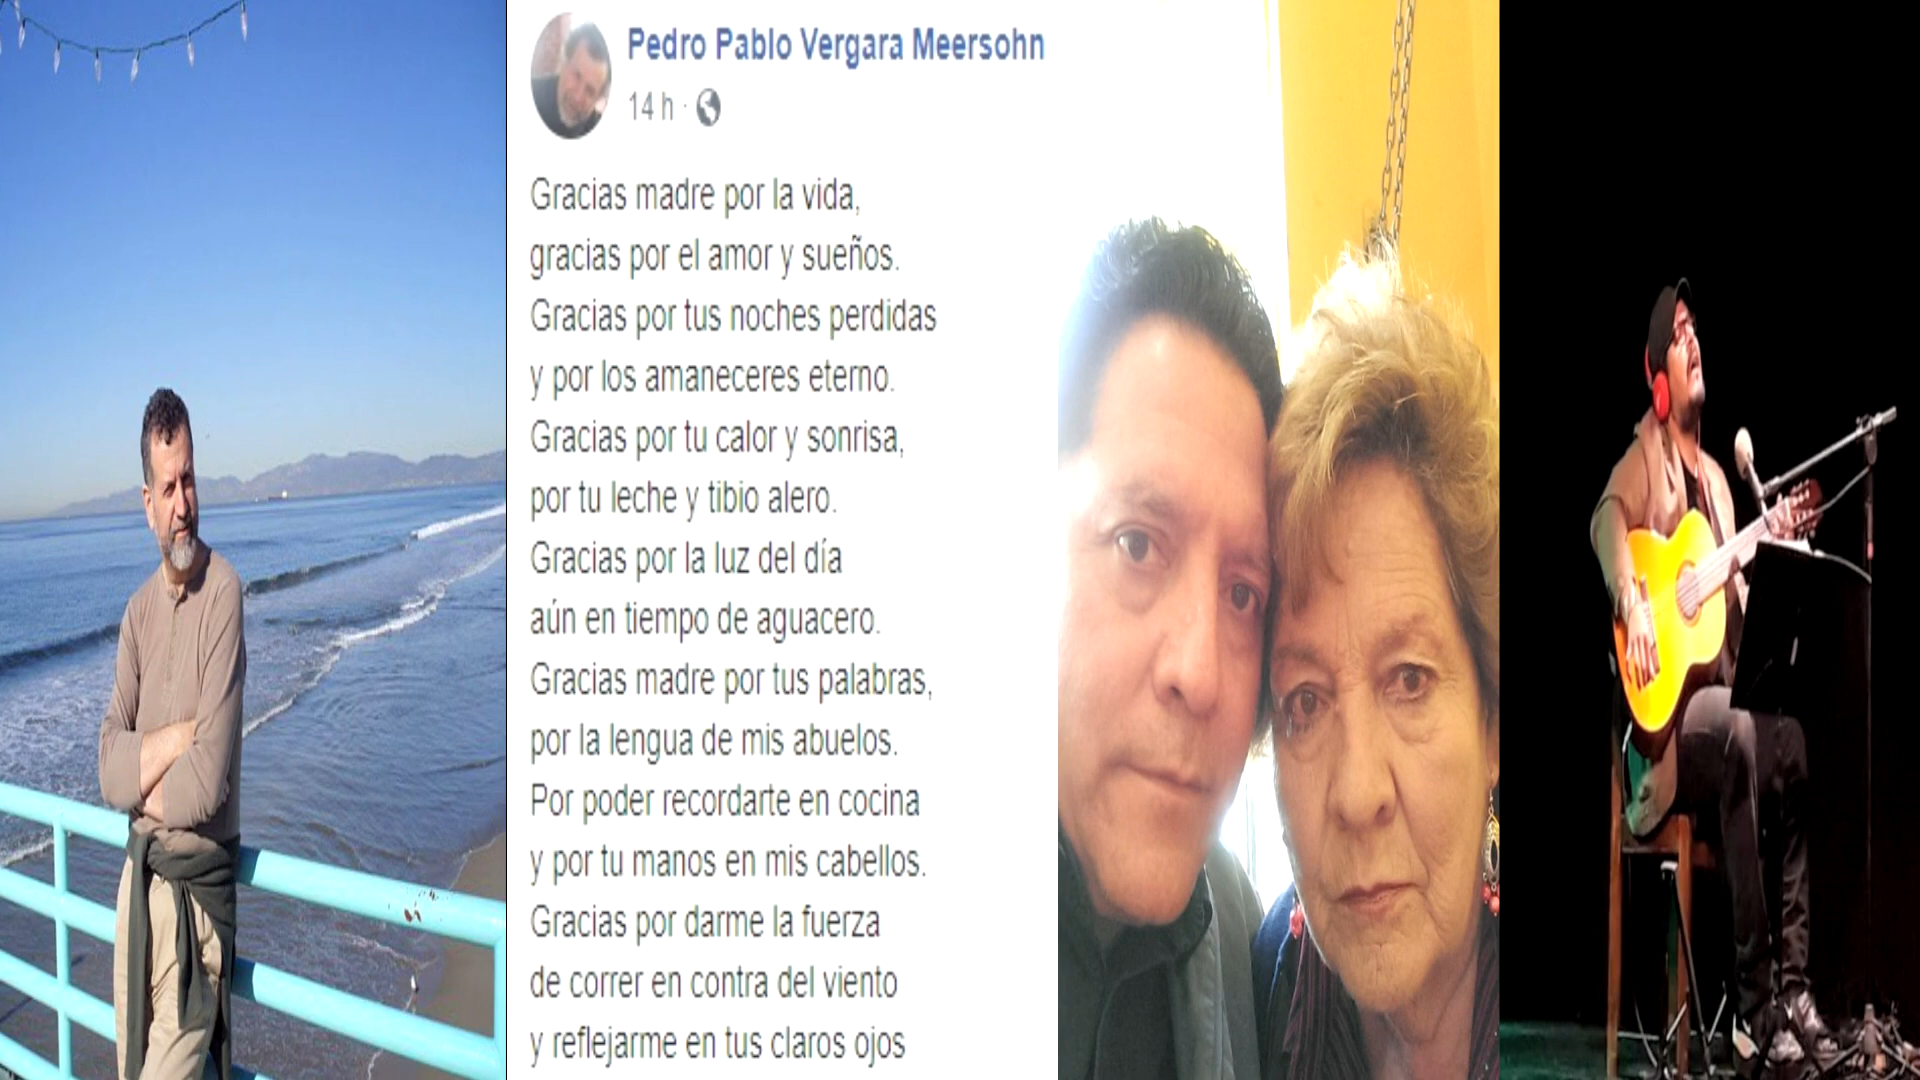 Pedro Pablo Vergara Meersohn
14 h ·
Gracias madre por la vida,
gracias por el amor y sueños.
Gracias por tus noches perdidas
y por los amaneceres eterno.
Gracias por tu calor y sonrisa,
por tu leche y tibio alero.
Gracias por la luz del día
aún en tiempo de aguacero.
Gracias madre por tus palabras,
por la lengua de mis abuelos.
Por poder recordarte en cocina
y por tu manos en mis cabellos.
Gracias por darme la fuerza
de correr en contra del viento
y reflejarme en tus claros ojos